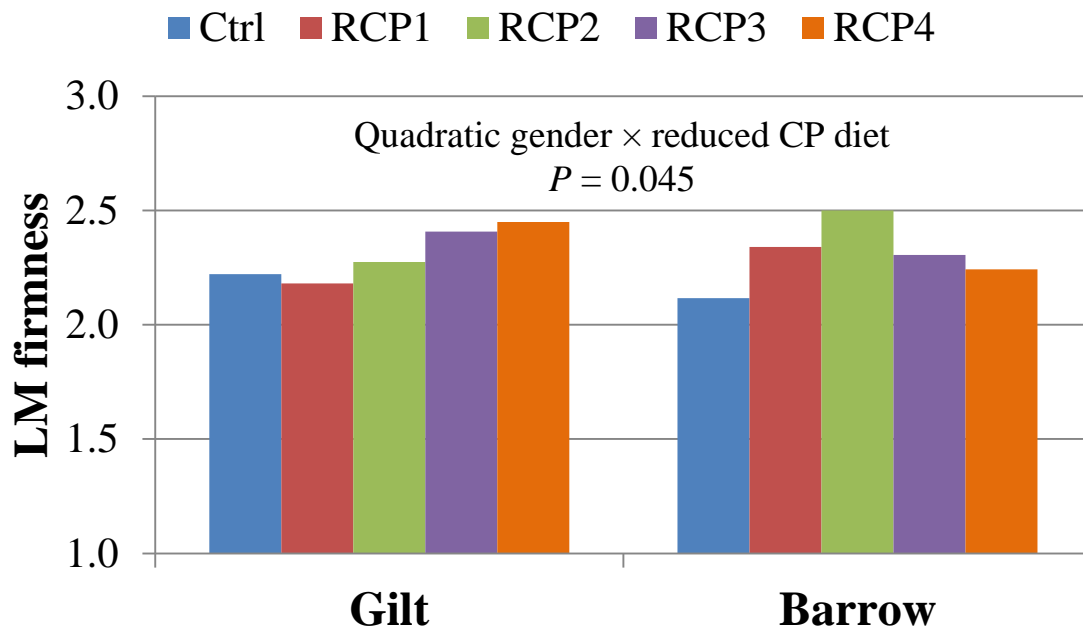 Ctrl RCP1 RCP2 RCP3 RCP4
3.0
Quadratic gender × reduced CP diet
P = 0.045
2.5
2.0
1.5
1.0
LM firmness
Gilt Barrow